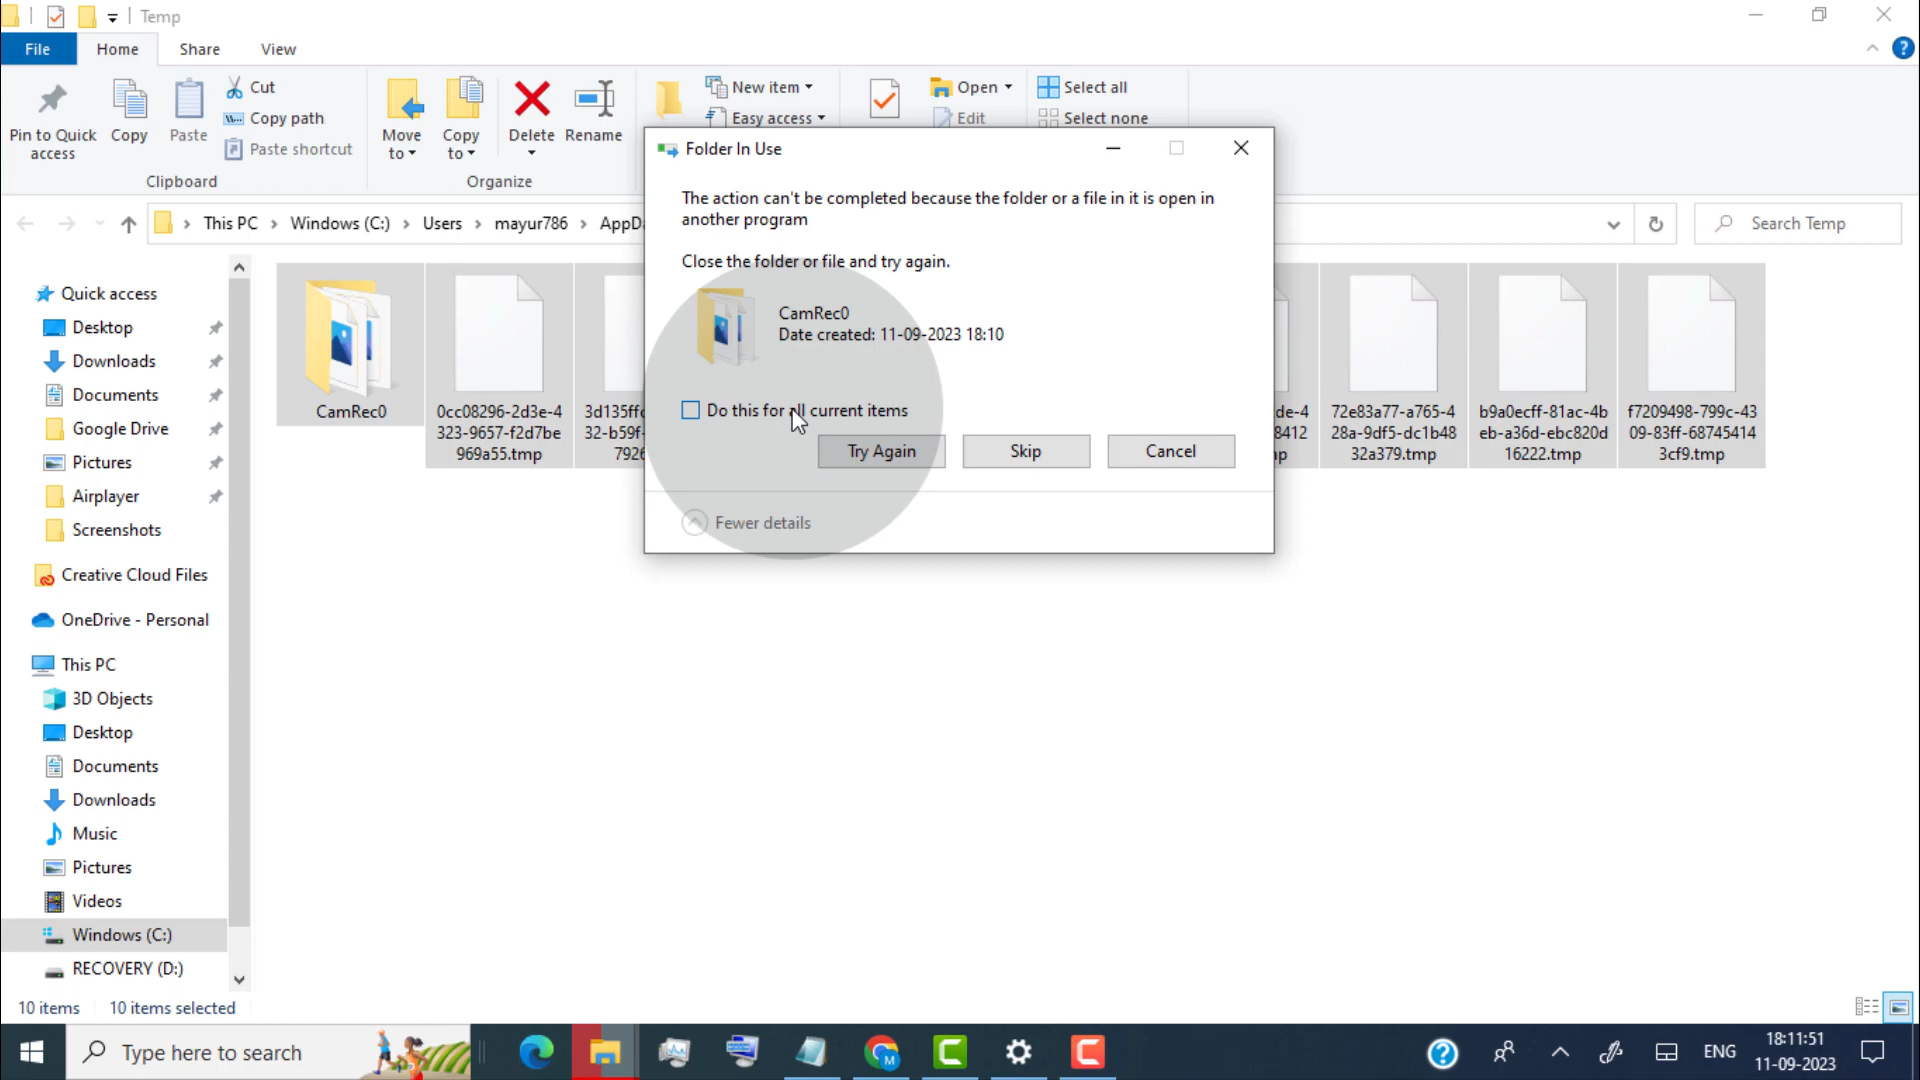 Temp
File
Home
Share
View
Pin to Quick
access
Copy
Paste
Cut
Copy path
Paste shortcut
Clipboard
Move
to
Copy
to
Delete
Rename
Organize
New item
Easy access
Open
Edit
Select all
Select none
This PC
Windows (C:)
Users
mayur786
Search Temp
Folder In Use
The action can't be completed because the folder or a file in it is open in
another program
Close the folder or file and try again.
CamRec0
Date created: 11-09-2023 18:10
Do this for all current items
Try Again
Skip
Cancel
Fewer details
CamRec0
0cc08296-2d3e-4
323-9657-f2d7be
969a55.tmp
72e83a77-a765-4
28a-9df5-dc1b48
32a379.tmp
b9a0ecff-81ac-4b
eb-a36d-ebc820d
16222.tmp
f7209498-799c-43
09-83ff-68745414
3cf9.tmp
Quick access
Desktop
Downloads
Documents
Google Drive
Pictures
Airplayer
Screenshots
Creative Cloud Files
OneDrive - Personal
This PC
3D Objects
Desktop
Documents
Downloads
Music
Pictures
Videos
Windows (C:)
RECOVERY (D:)
10 items
10 items selected
Type here to search
ENG
18:11:51
11-09-2023